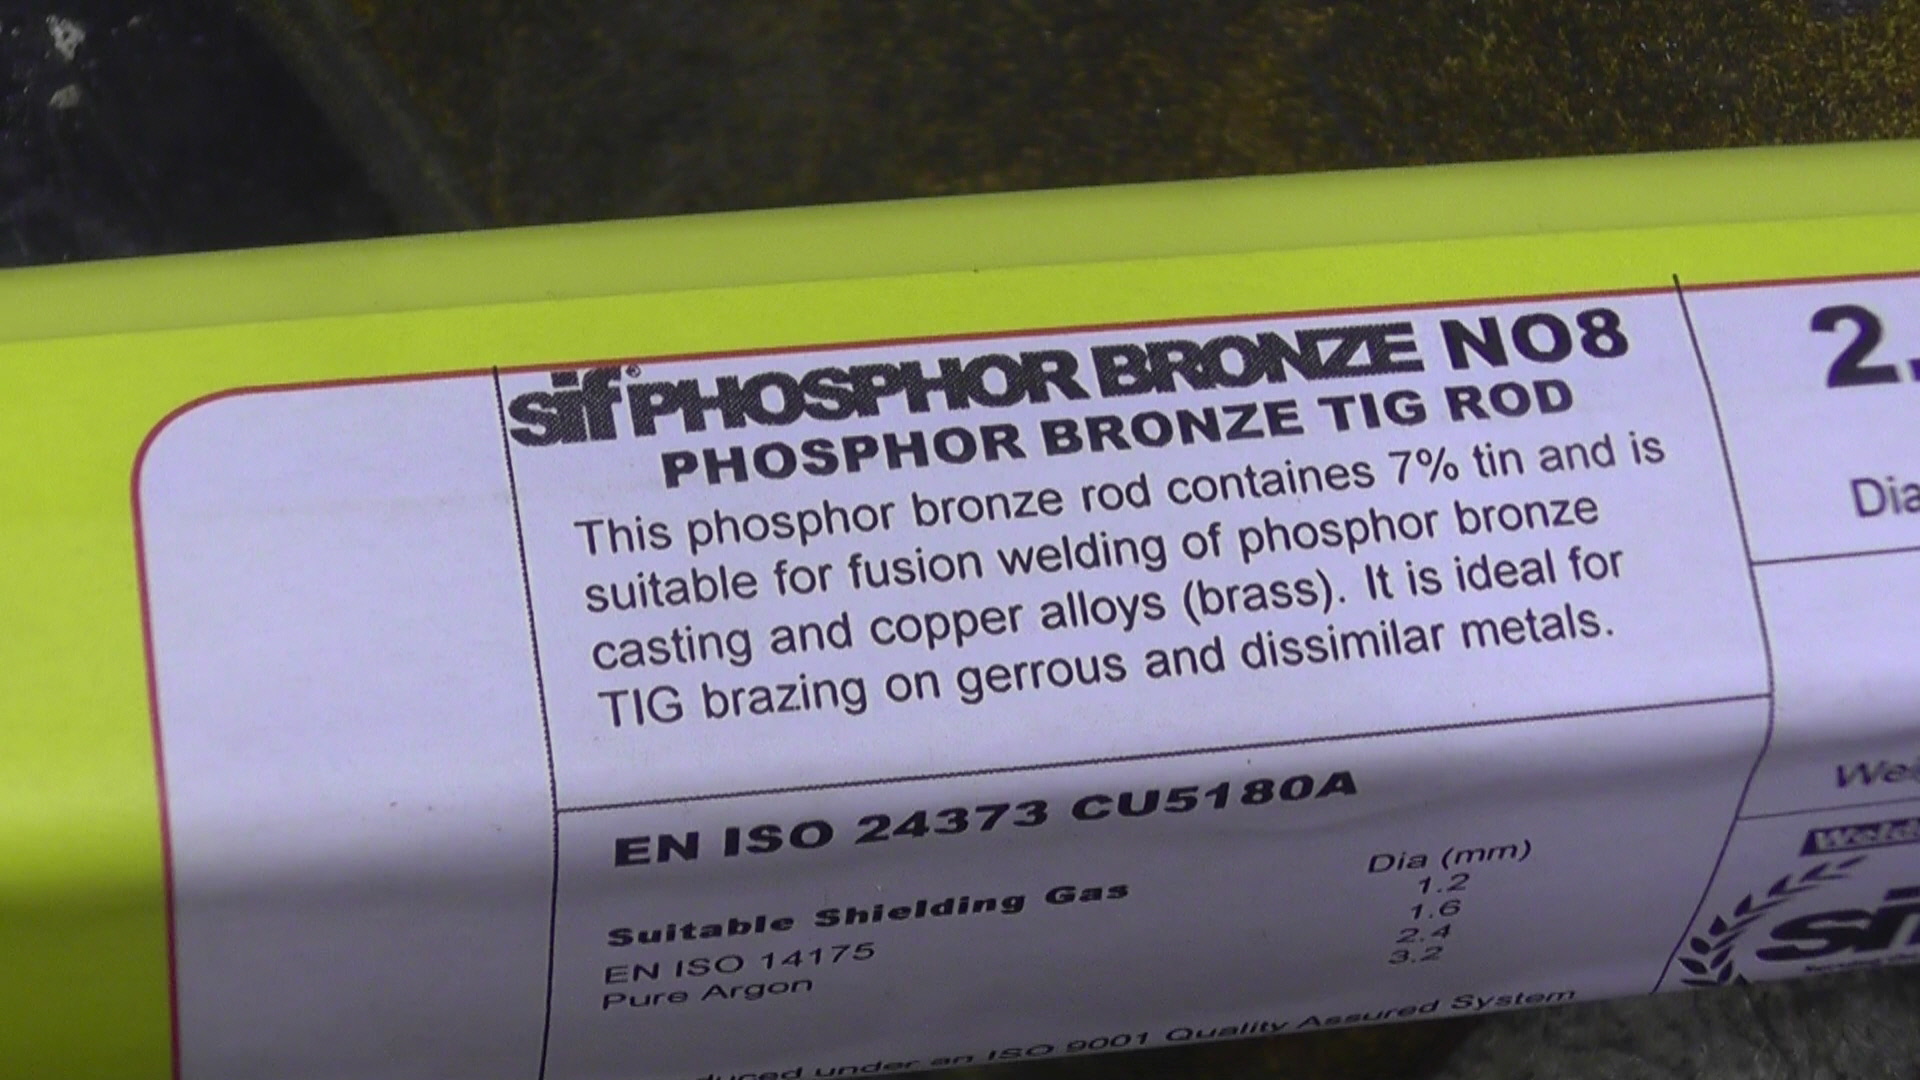 sif® PHOSPHOR BRONZE NO8
PHOSPHOR BRONZE TIG ROD
This phosphor bronze rod containes 7% tin and is
suitable for fusion welding of phosphor bronze
casting and copper alloys (brass). It is ideal for
TIG brazing on gerrous and dissimilar metals.
EN ISO 24373 CU5180A
Suitable Shielding Gas
EN ISO 14175
Pure Argon
Dia (mm)
1.2
1.6
2.4
3.2
under an ISO 9001 Quality Assured System
2.
Dia